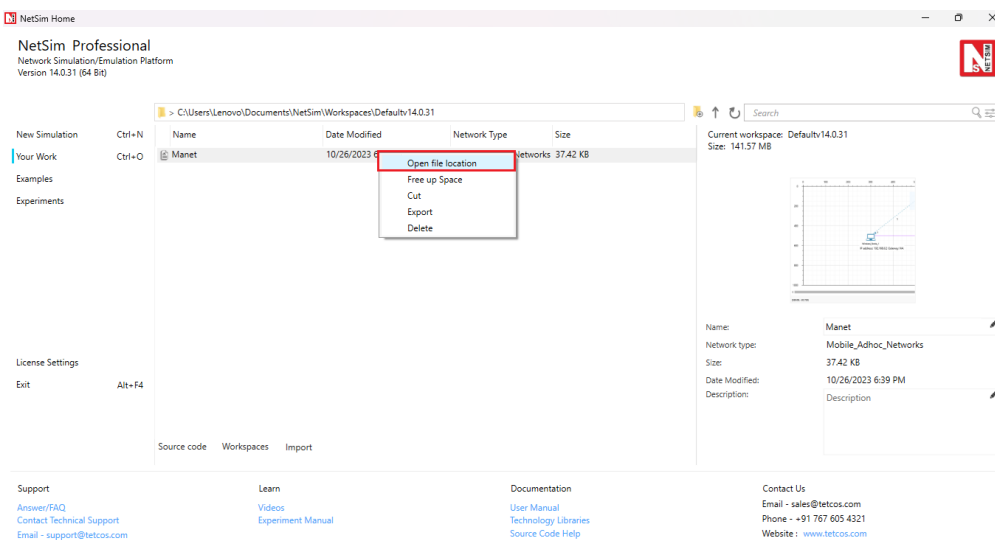 NetSim Home
NetSim Professional
Network Simulation/Emulation Platform
Version 14.0.31 (64 Bit)
NETSIM
> C:\Users\Lenovo\Documents\NetSim\Workspaces\Defaultv14.0.31
Search
New Simulation Ctrl+N
Your Work Ctrl+O
Examples
Experiments
License Settings
Exit Alt+F4
Name Date Modified Network Type Size
Manet 10/26/2023 6 Networks 37.42 KB
Open file location
Free up Space
Cut
Export
Delete
Source code Workspaces Import
Current workspace: Defaultv14.0.31
Size: 141.57 MB
Name: Manet
Network type: Mobile_Adhoc_Networks
Size: 37.42 KB
Date Modified: 10/26/2023 6:39 PM
Description: Description
Support
Answer/FAQ
Contact Technical Support
Email - support@tetcos.com
Learn
Videos
Experiment Manual
Documentation
User Manual
Technology Libraries
Source Code Help
Contact Us
Email - sales@tetcos.com
Phone - +91 767 605 4321
Website : www.tetcos.com